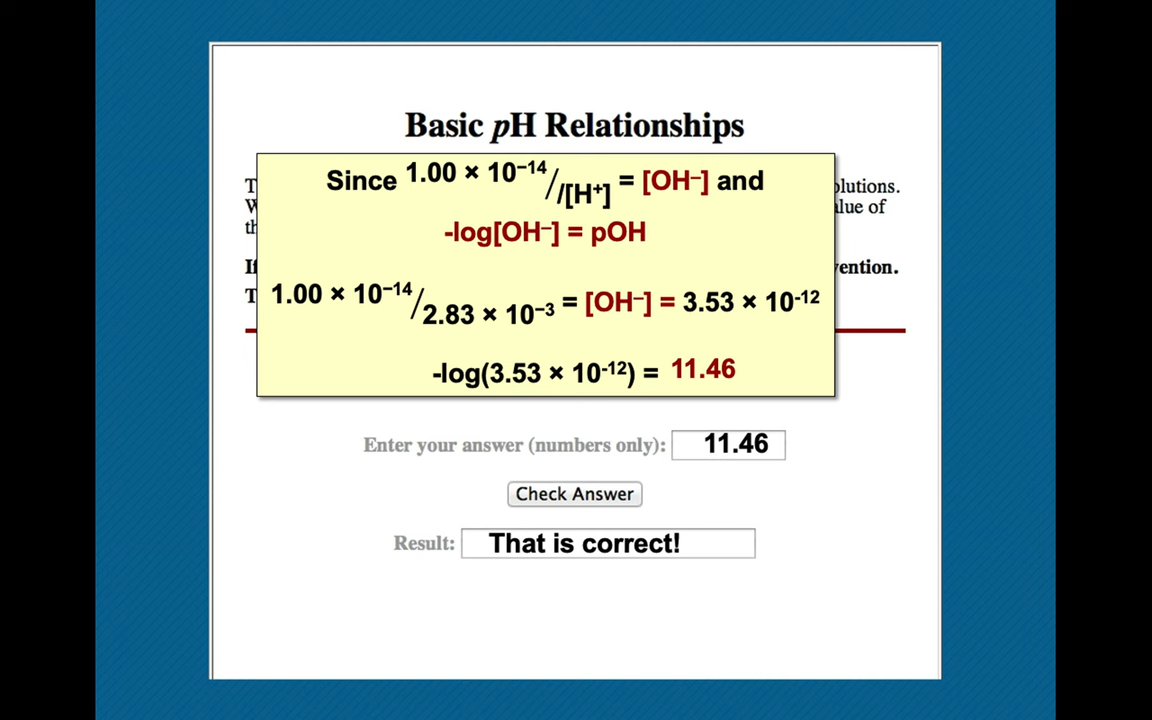 Basic pH Relationships
Since 1.00 × 10⁻¹⁴//[H⁺] = [OH⁻] and
-log[OH⁻] = pOH
1.00 × 10⁻¹⁴/2.83 × 10⁻³ = [OH⁻] = 3.53 × 10⁻¹²
-log(3.53 × 10⁻¹²) = 11.46
Enter your answer (numbers only): 11.46
Check Answer
Result: That is correct!